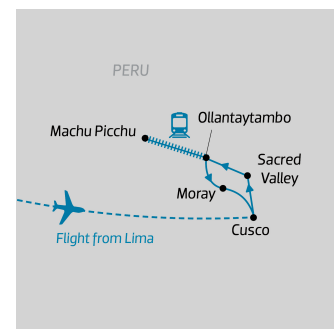 PERU
Ollantaytambo
Machu Picchu
Sacred
Valley
Moray
Cusco
Flight from Lima